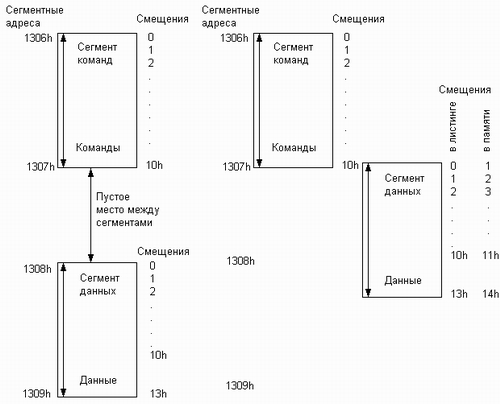 Сегментные
адреса
Смещения
1306h
Сегмент
команд
0
1
2
.
.
.
.
.
Команды
1307h
10h
Пустое
место между
сегментами
Смещения
1308h
Сегмент
данных
0
1
2
.
.
.
10h
Данные
1309h
13h
Сегментные
адреса
Смещения
1306h
Сегмент
команд
0
1
2
.
.
.
.
.
Команды
1307h
10h
Смещения
в листинге
в памяти
Сегмент
данных
0 1
1 2
2 3
. .
. .
. .
10h 11h
Данные
13h 14h
1308h
1309h